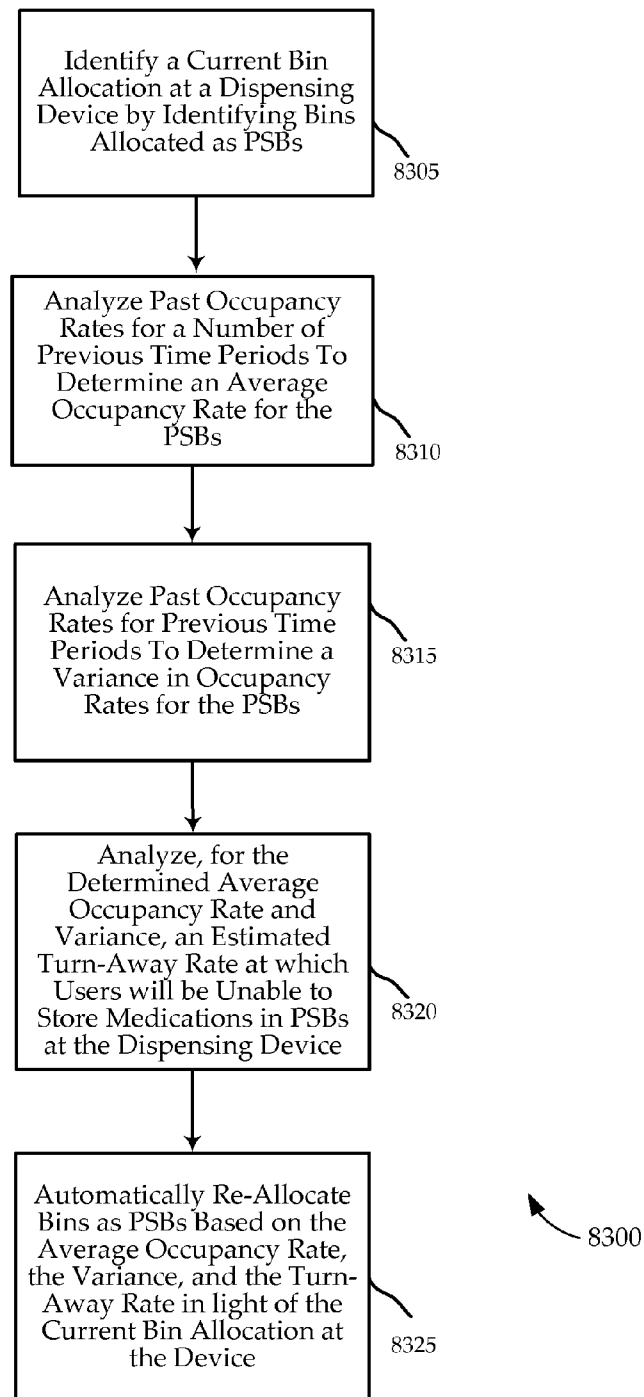 Identify a Current Bin
Allocation at a Dispensing
Device by Identifying Bins
Allocated as PSBs
8305
Analyze Past Occupancy
Rates for a Number of
Previous Time Periods To
Determine an Average
Occupancy Rate for the
PSBs
8310
Analyze Past Occupancy
Rates for Previous Time
Periods To Determine a
Variance in Occupancy
Rates for the PSBs
8315
Analyze, for the
Determined Average
Occupancy Rate and
Variance, an Estimated
Turn-Away Rate at which
Users will be Unable to
Store Medications in PSBs
at the Dispensing Device
8320
Automatically Re-Allocate
Bins as PSBs Based on the
Average Occupancy Rate,
the Variance, and the Turn-
Away Rate in light of the
Current Bin Allocation at
the Device
8325
8300